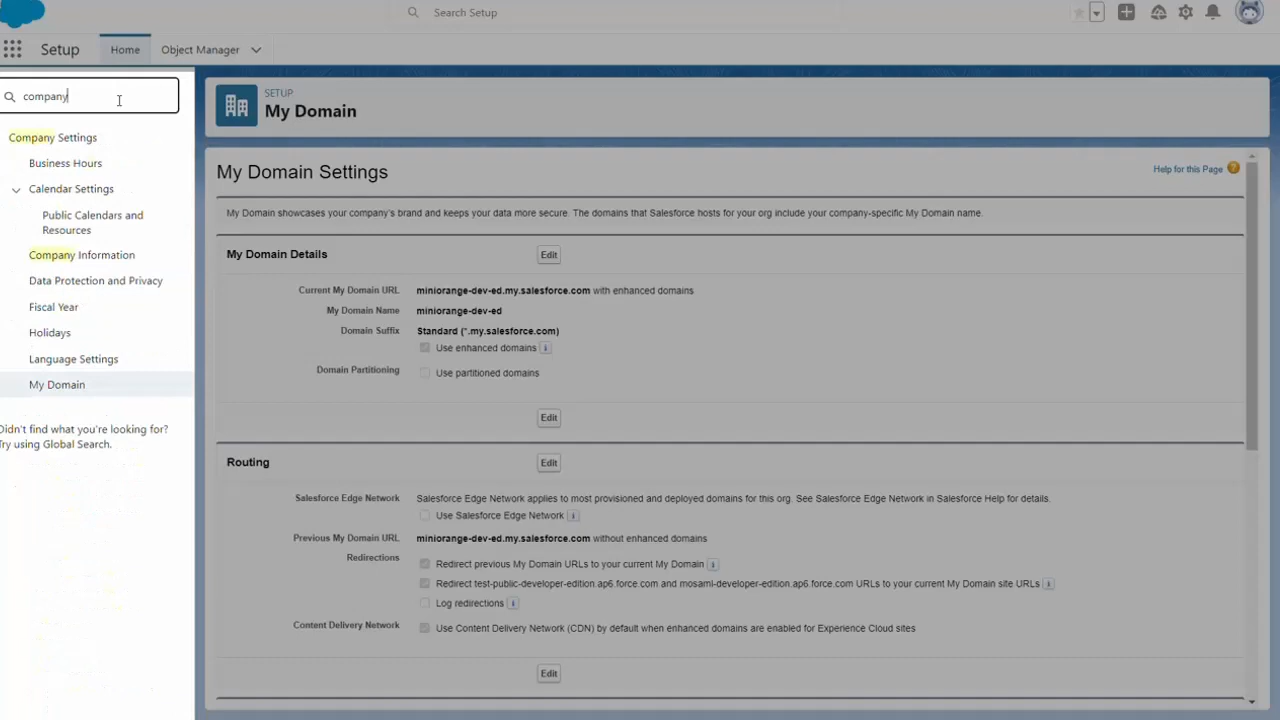 Search Setup
Setup
Home
Object Manager
company
Company Settings
Business Hours
Calendar Settings
Public Calendars and
Resources
Company Information
Data Protection and Privacy
Fiscal Year
Holidays
Language Settings
My Domain
Didn't find what you're looking for?
Try using Global Search.
SETUP
My Domain
My Domain Settings
Help for this Page ?
My Domain showcases your company's brand and keeps your data more secure. The domains that Salesforce hosts for your org include your company-specific My Domain name.
My Domain Details
Edit
Current My Domain URL miniorange-dev-ed.my.salesforce.com with enhanced domains
My Domain Name miniorange-dev-ed
Domain Suffix Standard (*.my.salesforce.com)
Use enhanced domains i
Domain Partitioning Use partitioned domains
Edit
Routing
Edit
Salesforce Edge Network Salesforce Edge Network applies to most provisioned and deployed domains for this org. See Salesforce Edge Network in Salesforce Help for details.
Use Salesforce Edge Network i
Previous My Domain URL miniorange-dev-ed.my.salesforce.com without enhanced domains
Redirections Redirect previous My Domain URLs to your current My Domain i
Redirect test-public-developer-edition.ap6.force.com and mosaml-developer-edition.ap6.force.com URLs to your current My Domain site URLs i
Log redirections i
Content Delivery Network Use Content Delivery Network (CDN) by default when enhanced domains are enabled for Experience Cloud sites
Edit